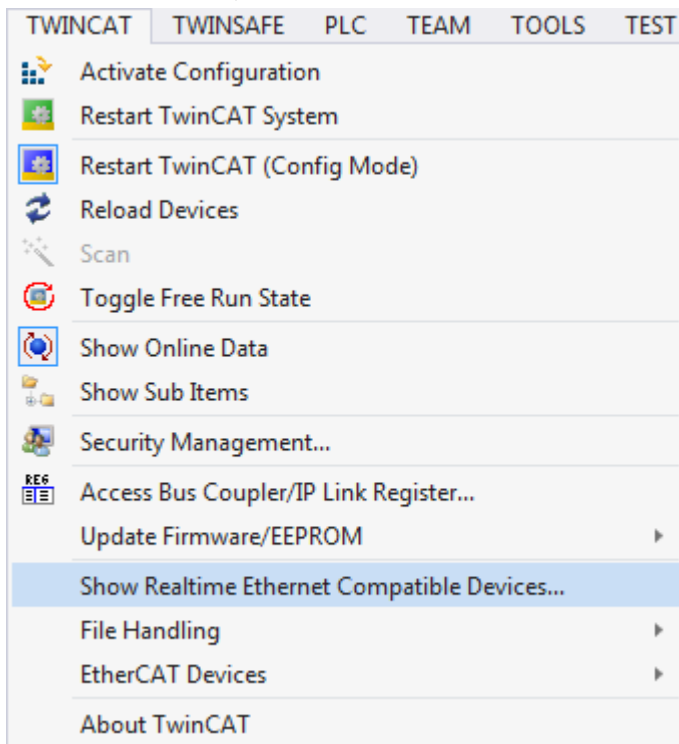 TWINCAT TWINSAFE PLC TEAM TOOLS TEST
Activate Configuration
Restart TwinCAT System
Restart TwinCAT (Config Mode)
Reload Devices
Scan
Toggle Free Run State
Show Online Data
Show Sub Items
Security Management...
REG
Access Bus Coupler/IP Link Register...
Update Firmware/EEPROM
Show Realtime Ethernet Compatible Devices...
File Handling
EtherCAT Devices
About TwinCAT